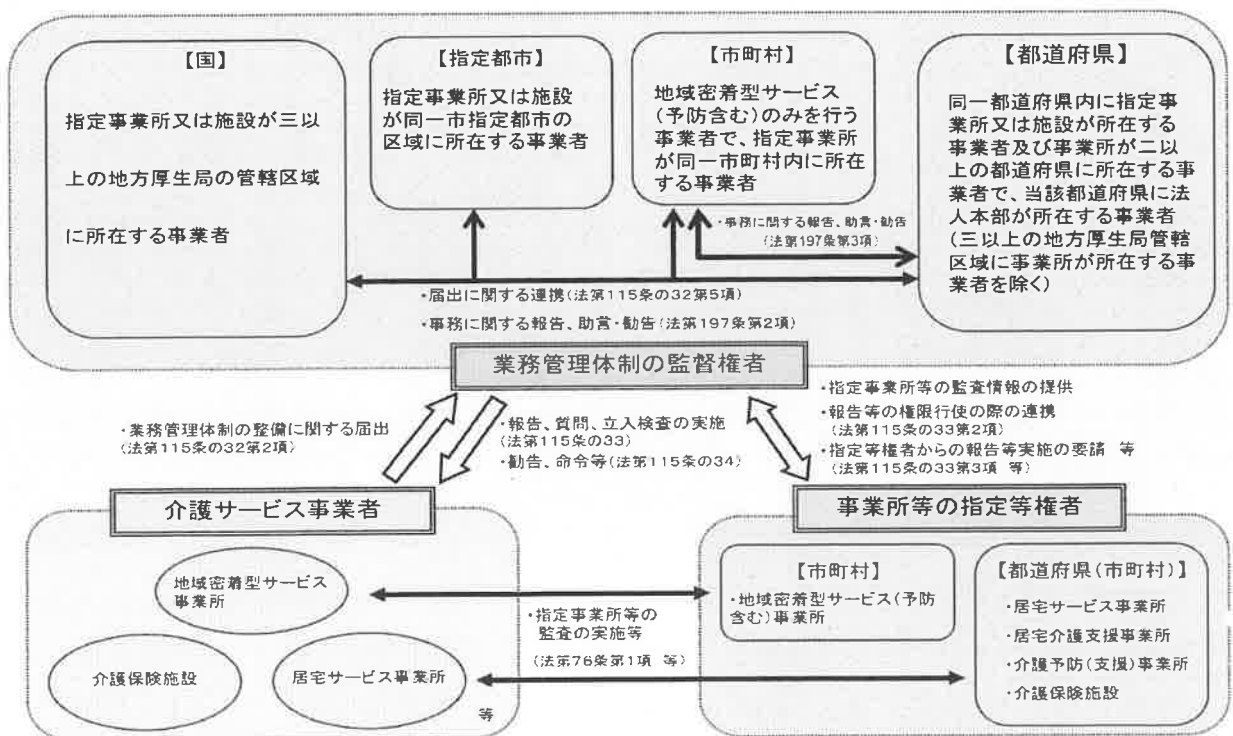 【国】
指定事業所又は施設が三以
上の地方厚生局の管轄区域
に所在する事業者
【指定都市】
指定事業所又は施設
が同一市指定都市の
区域に所在する事業者
【市町村】
地域密着型サービス
(予防含む)のみを行う
事業者で、指定事業所
が同一市町村内に所在
する事業者
【都道府県】
同一都道府県内に指定事
業所又は施設が所在する
事業者及び事業所が二以
上の都道府県に所在する事
業者で、当該都道府県に法
人本部が所在する事業者
(三以上の地方厚生局管轄
区域に事業所が所在する事
業者を除く)
・事務に関する報告、助言・勧告
(法第197条第3項)
・届出に関する連携(法第115条の32第5項)
・事務に関する報告、助言・勧告(法第197条第2項)
業務管理体制の監督権者
・業務管理体制の整備に関する届出
(法第115条の32第2項)
・報告、質問、立入検査の実施
(法第115条の33)
・勧告、命令等(法第115条の34)
・指定事業所等の監査情報の提供
・報告等の権限行使の際の連携
(法第115条の33第2項)
・指定等権者からの報告等実施の要請 等
(法第115条の33第3項 等)
介護サービス事業者
地域密着型サービス
事業所
介護保険施設
居宅サービス事業所
等
・指定事業所等の
監査の実施等
(法第76条第1項 等)
事業所等の指定等権者
【市町村】
・地域密着型サービス(予防
含む)事業所
【都道府県(市町村)】
・居宅サービス事業所
・居宅介護支援事業所
・介護予防(支援)事業所
・介護保険施設